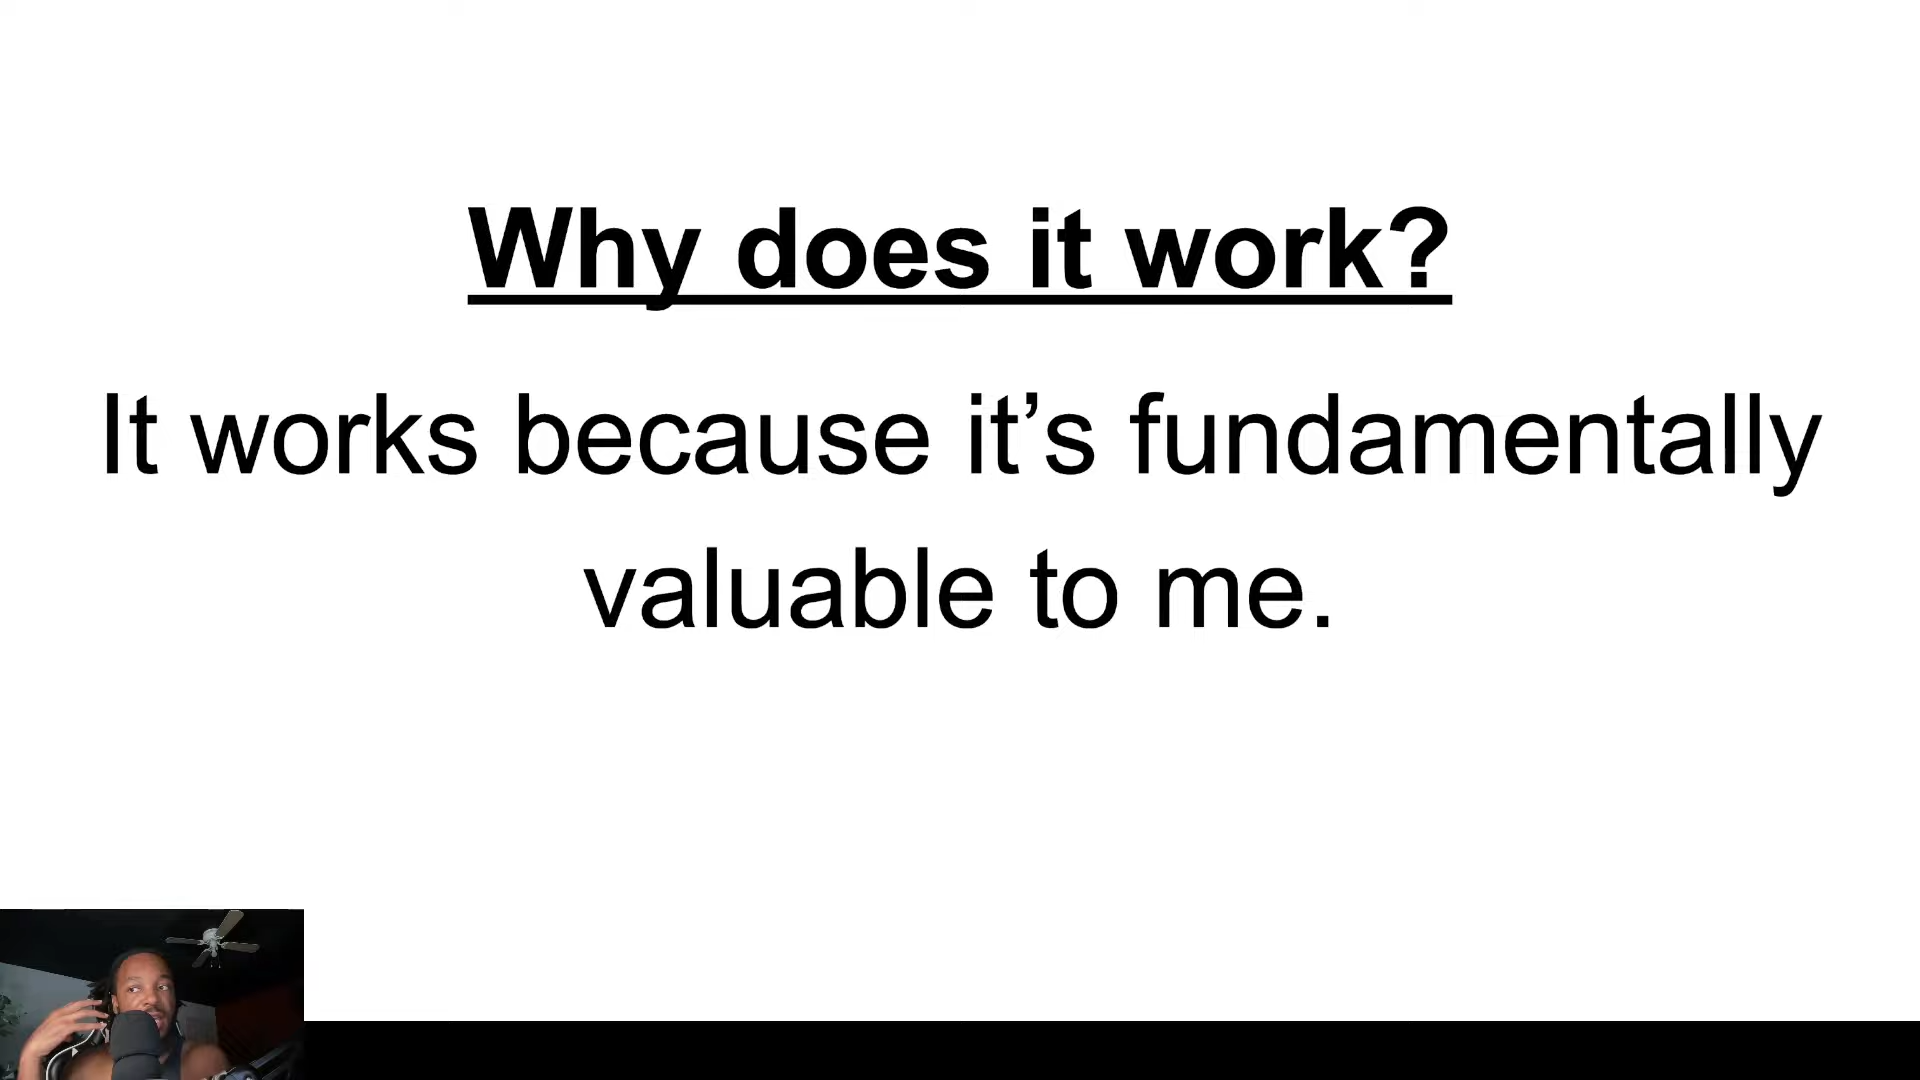 Why does it work?
It works because it’s fundamentally
valuable to me.